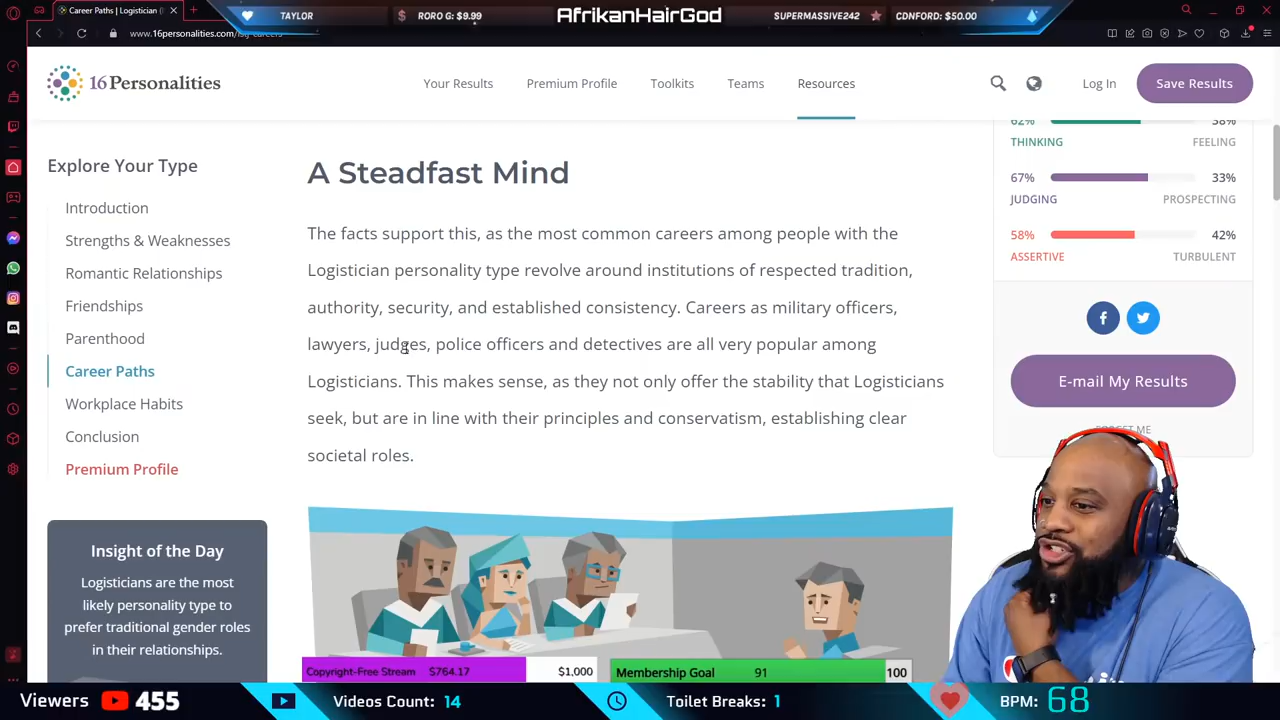 Career Paths | Logistician (
TAYLOR
$ RORO G: $9.99
AfrikanHairGod
SUPERMASSIVE242
CDNFORD: $50.00
16Personalities
Your Results
Premium Profile
Toolkits
Teams
Resources
Log In
Save Results
Explore Your Type
Introduction
Strengths & Weaknesses
Romantic Relationships
Friendships
Parenthood
Career Paths
Workplace Habits
Conclusion
Premium Profile
Insight of the Day
Logisticians are the most
likely personality type to
prefer traditional gender roles
in their relationships.
A Steadfast Mind
The facts support this, as the most common careers among people with the
Logistician personality type revolve around institutions of respected tradition,
authority, security, and established consistency. Careers as military officers,
lawyers, judges, police officers and detectives are all very popular among
Logisticians. This makes sense, as they not only offer the stability that Logisticians
seek, but are in line with their principles and conservatism, establishing clear
societal roles.
62% 38%
THINKING FEELING
67% 33%
JUDGING PROSPECTING
58% 42%
ASSERTIVE TURBULENT
E-mail My Results
FORGET ME
Copyright-Free Stream $764.17 $1,000
Membership Goal 91 100
Viewers 455
Videos Count: 14
Toilet Breaks: 1
BPM: 68